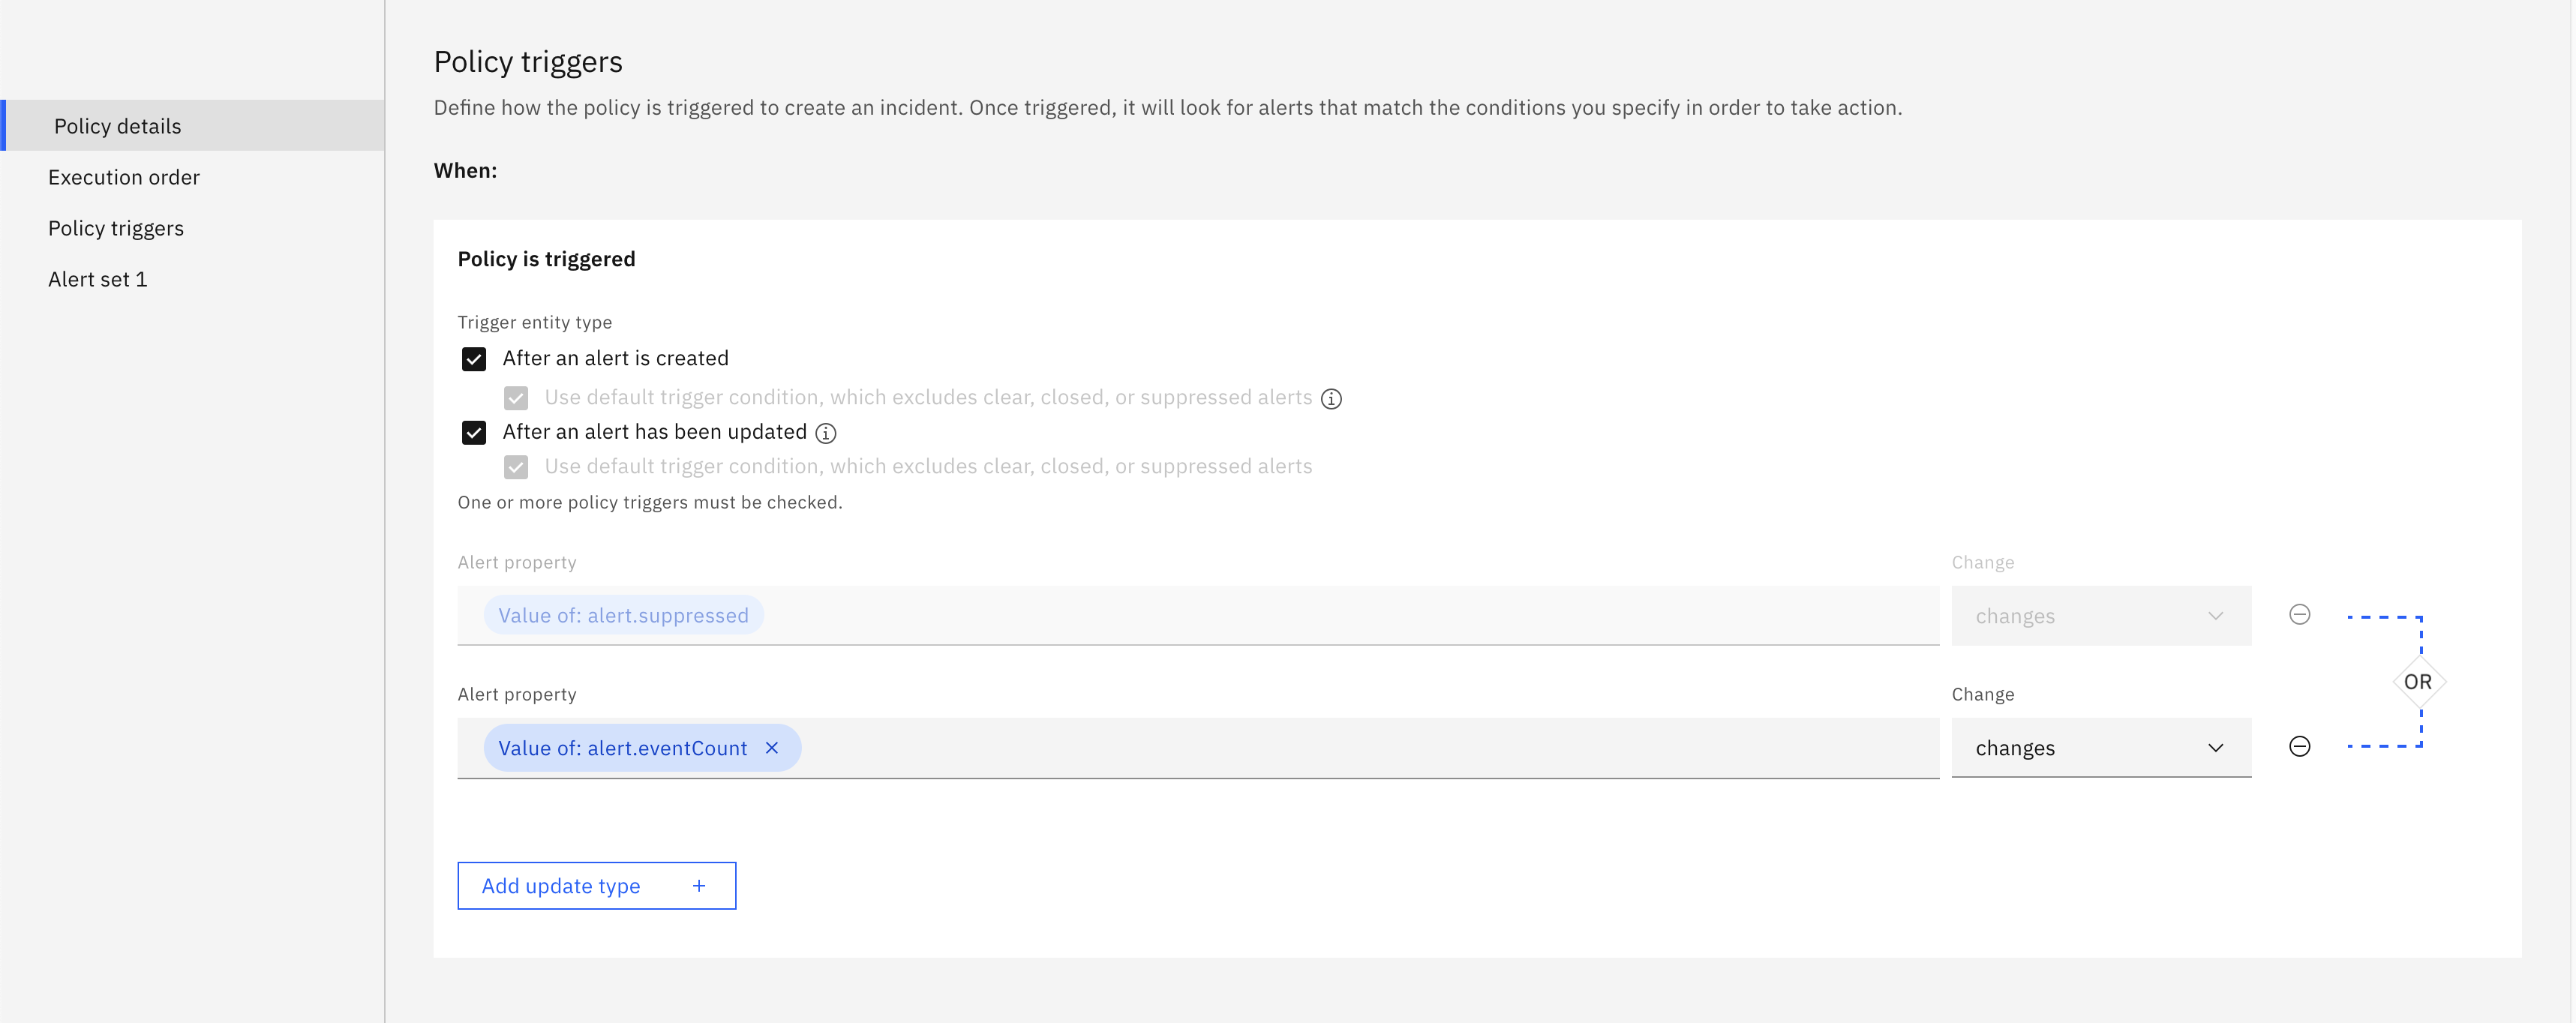 Policy details
Execution order
Policy triggers
Alert set 1
Policy triggers
Define how the policy is triggered to create an incident. Once triggered, it will look for alerts that match the conditions you specify in order to take action.
When:
Policy is triggered
Trigger entity type
After an alert is created
Use default trigger condition, which excludes clear, closed, or suppressed alerts
After an alert has been updated
Use default trigger condition, which excludes clear, closed, or suppressed alerts
One or more policy triggers must be checked.
Alert property Change
Value of: alert.suppressed changes
OR
Alert property Change
Value of: alert.eventCount × changes
Add update type +